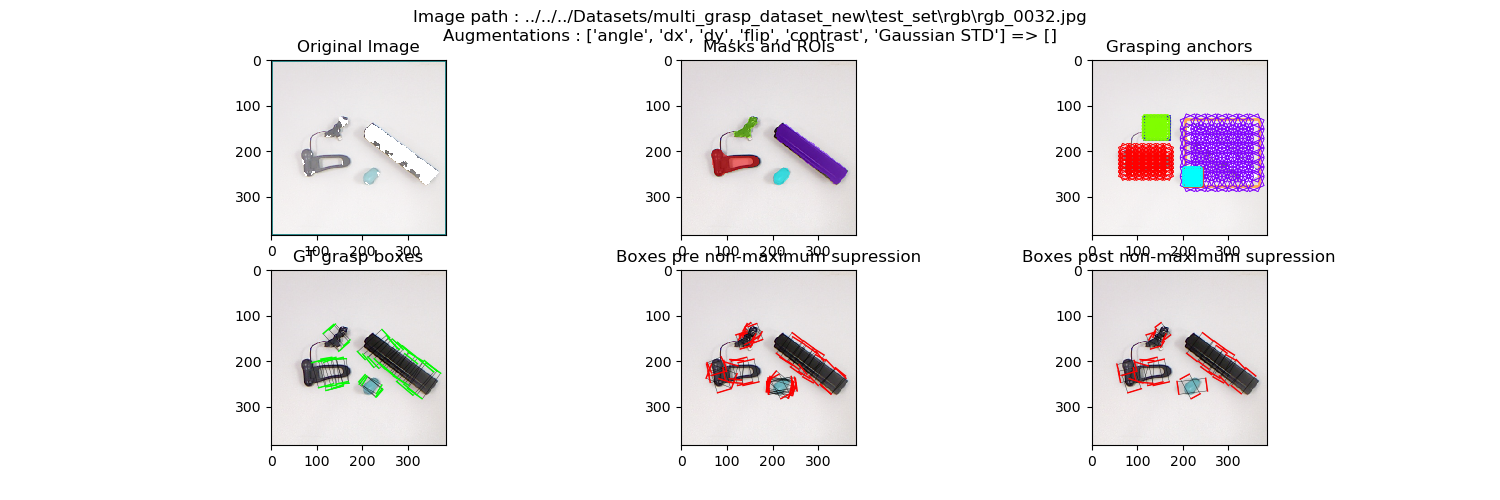 Image path : ../../../Datasets/multi_grasp_dataset_new\test_set\rgb\rgb_0032.jpg
Augmentations : ['angle', 'dx', 'dy', 'flip', 'contrast', 'Gaussian STD'] => []
Original Image
0
100
200
300
0 100 200 300
Masks and ROIs
0
100
200
300
0 100 200 300
Grasping anchors
0
100
200
300
0 100 200 300
GT grasp boxes
0
100
200
300
0 100 200 300
Boxes pre non-maximum supression
0
100
200
300
0 100 200 300
Boxes post non-maximum supression
0
100
200
300
0 100 200 300